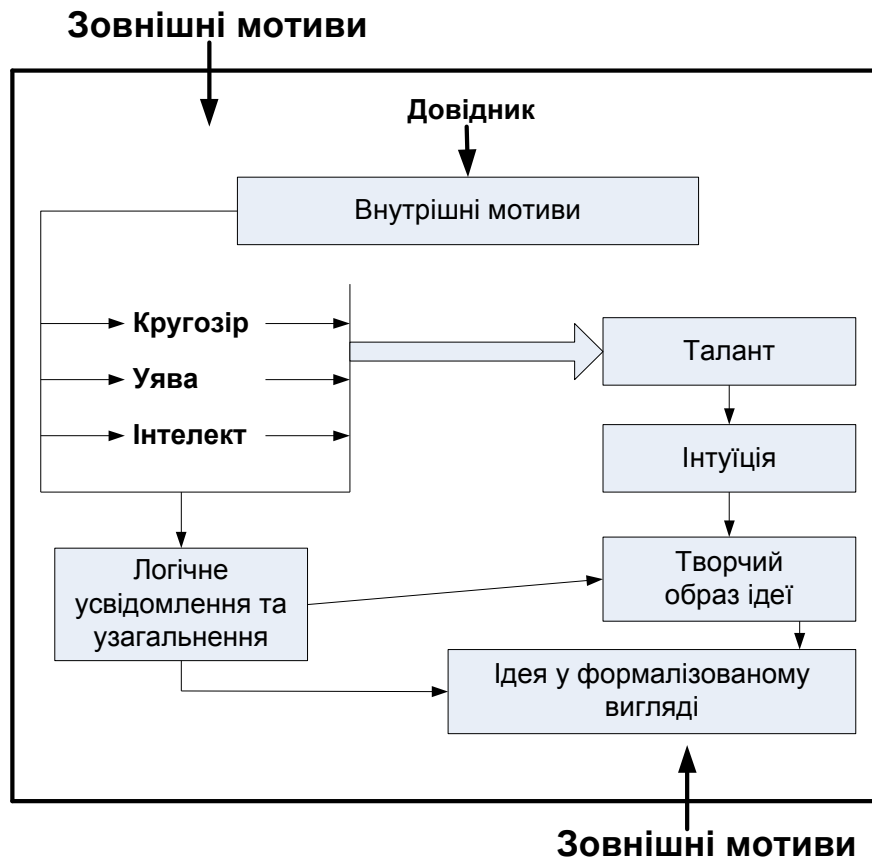 Зовнішні мотиви
Довідник
Внутрішні мотиви
Кругозір
Уява
Інтелект
Талант
Інтуїція
Логічне
усвідомлення та
узагальнення
Творчий
образ ідеї
Ідея у формалізованому
вигляді
Зовнішні мотиви